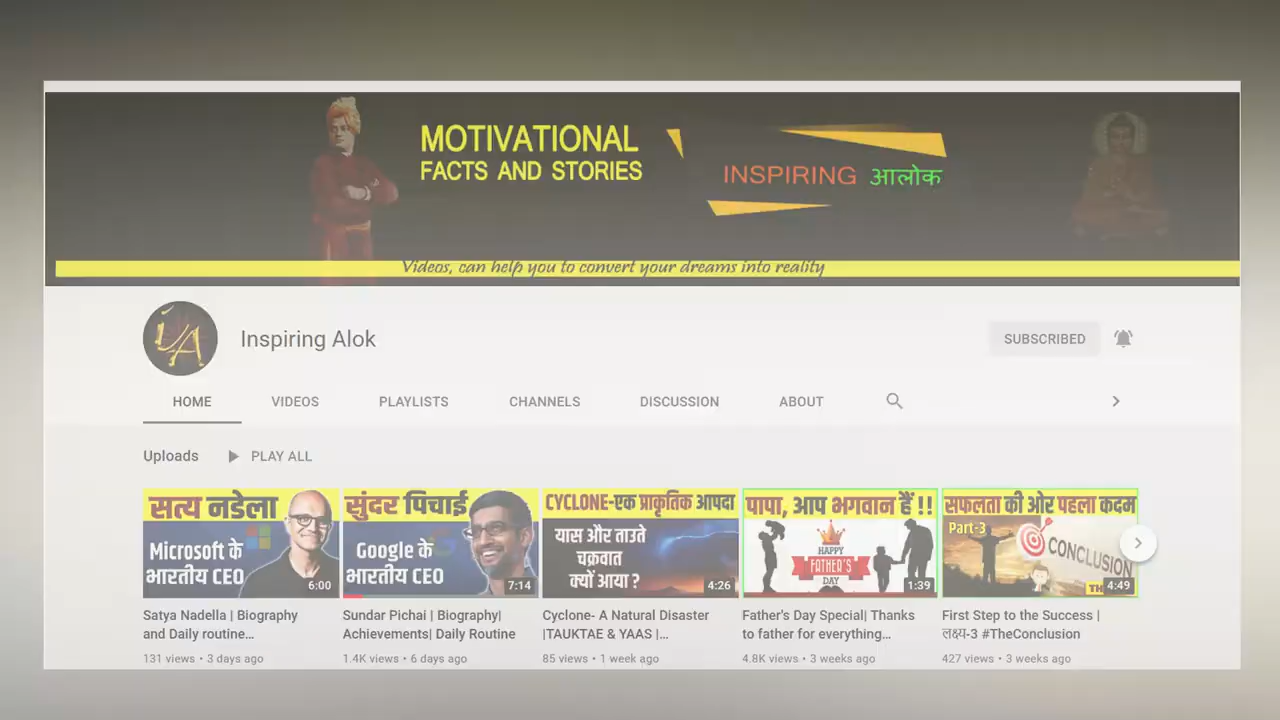 MOTIVATIONAL
FACTS AND STORIES
INSPIRING आलोक
Videos, can help you to convert your dreams into reality
iA
Inspiring Alok
SUBSCRIBED
HOME VIDEOS PLAYLISTS CHANNELS DISCUSSION ABOUT
Uploads PLAY ALL
सत्य नडेला
Microsoft के
भारतीय CEO
6:00
सुंदर पिचाई
Google के
भारतीय CEO
7:14
CYCLONE-एक प्राकृतिक आपदा
यास और ताउते
चक्रवात
क्यों आया ?
4:26
पापा, आप भगवान हैं !!
HAPPY
FATHER'S
DAY
1:39
सफलता की ओर पहला कदम
Part-3
CONCLUSION
TH
4:49
Satya Nadella | Biography
and Daily routine...
131 views • 3 days ago
Sundar Pichai | Biography|
Achievements| Daily Routine
1.4K views • 6 days ago
Cyclone- A Natural Disaster
|TAUKTAE & YAAS |...
85 views • 1 week ago
Father's Day Special| Thanks
to father for everything...
4.8K views • 3 weeks ago
First Step to the Success |
लक्ष्य-3 #TheConclusion
427 views • 3 weeks ago